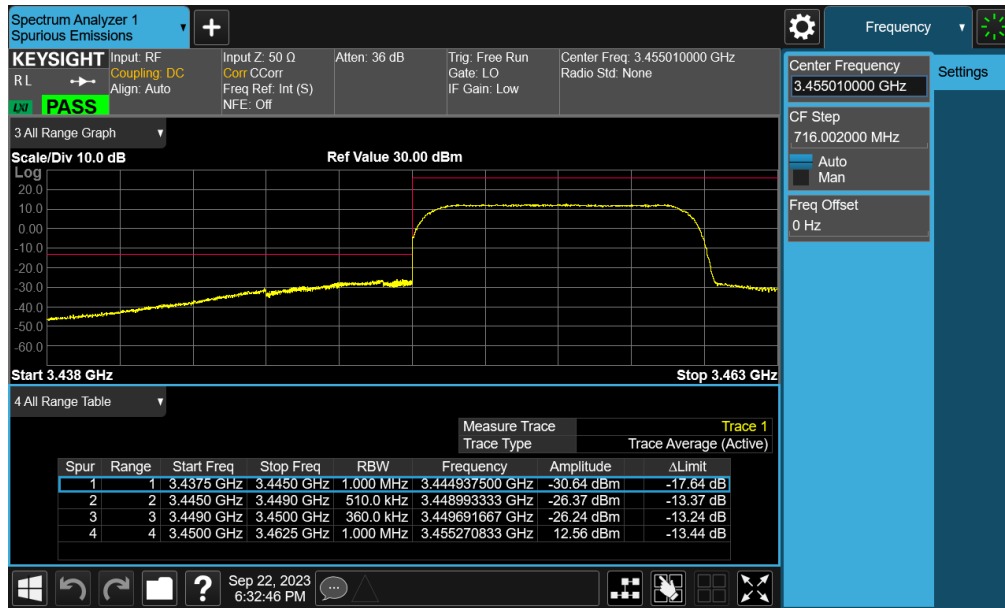 Spectrum Analyzer 1
Spurious Emissions
+
Frequency
KEYSIGHT
R L
LXI
PASS
Input: RF
Coupling: DC
Align: Auto
Input Z: 50 Ω
Corr CCorr
Freq Ref: Int (S)
NFE: Off
Atten: 36 dB
Trig: Free Run
Gate: LO
IF Gain: Low
Center Freq: 3.455010000 GHz
Radio Std: None
Center Frequency
3.455010000 GHz
Settings
CF Step
716.002000 MHz
Auto
Man
Freq Offset
0 Hz
3 All Range Graph
Scale/Div 10.0 dB
Ref Value 30.00 dBm
Log
20.0
10.0
0.00
-10.0
-20.0
-30.0
-40.0
-50.0
-60.0
Start 3.438 GHz
Stop 3.463 GHz
4 All Range Table
Measure Trace Trace 1
Trace Type Trace Average (Active)
Spur Range Start Freq Stop Freq RBW Frequency Amplitude ΔLimit
1 1 3.4375 GHz 3.4450 GHz 1.000 MHz 3.444937500 GHz -30.64 dBm -17.64 dB
2 2 3.4450 GHz 3.4490 GHz 510.0 kHz 3.448993333 GHz -26.37 dBm -13.37 dB
3 3 3.4490 GHz 3.4500 GHz 360.0 kHz 3.449691667 GHz -26.24 dBm -13.24 dB
4 4 3.4500 GHz 3.4625 GHz 1.000 MHz 3.455270833 GHz 12.56 dBm -13.44 dB
?
Sep 22, 2023
6:32:46 PM